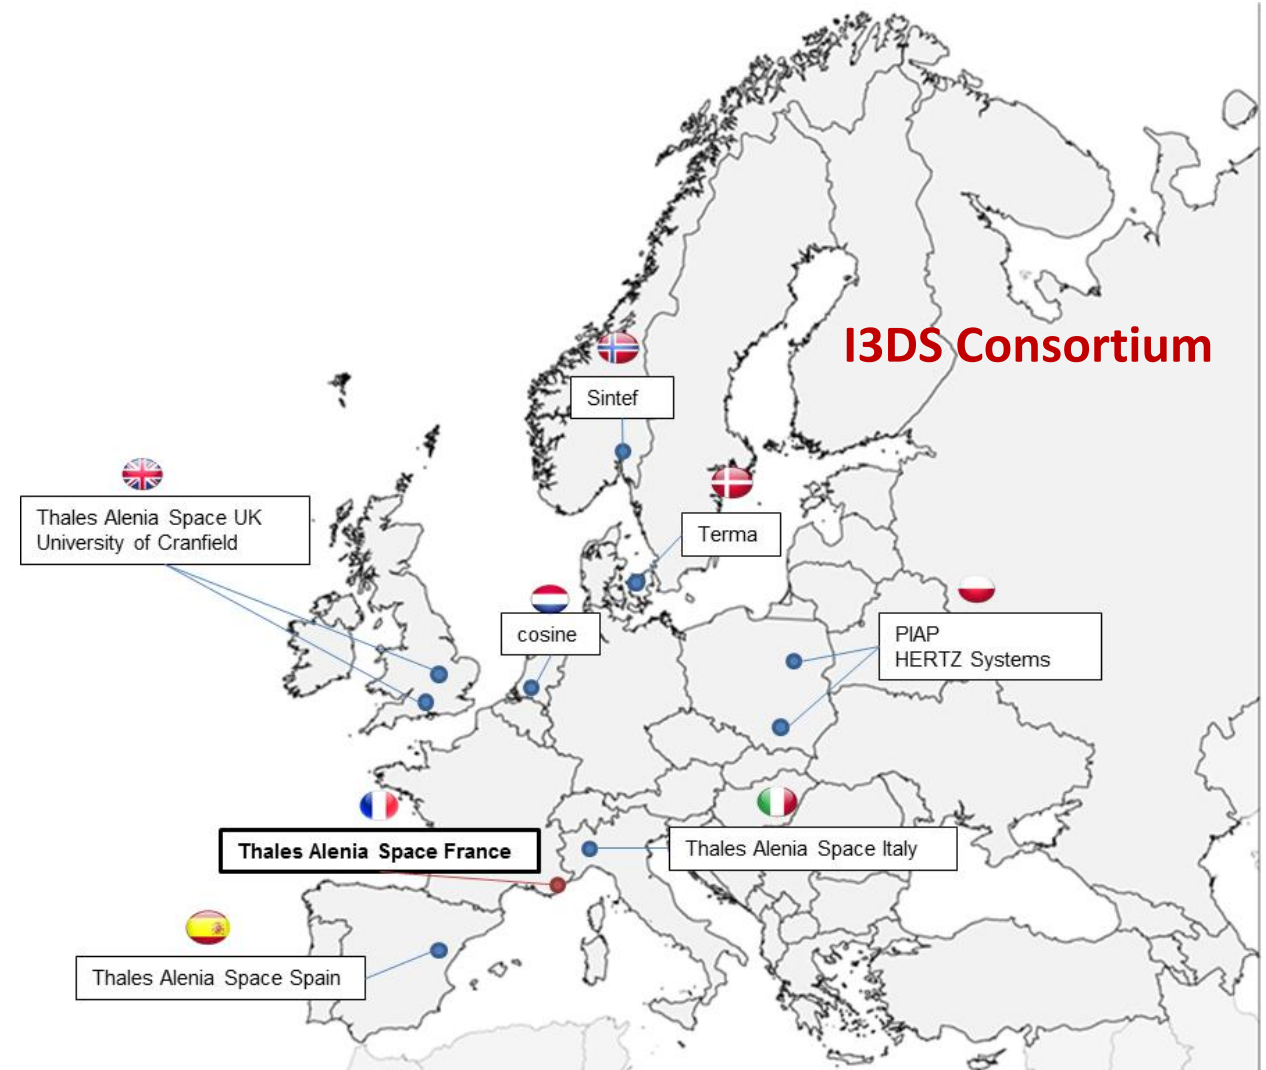 I3DS Consortium
Sintef
Thales Alenia Space UK
University of Cranfield
Terma
cosine
PIAP
HERTZ Systems
Thales Alenia Space France
Thales Alenia Space Italy
Thales Alenia Space Spain